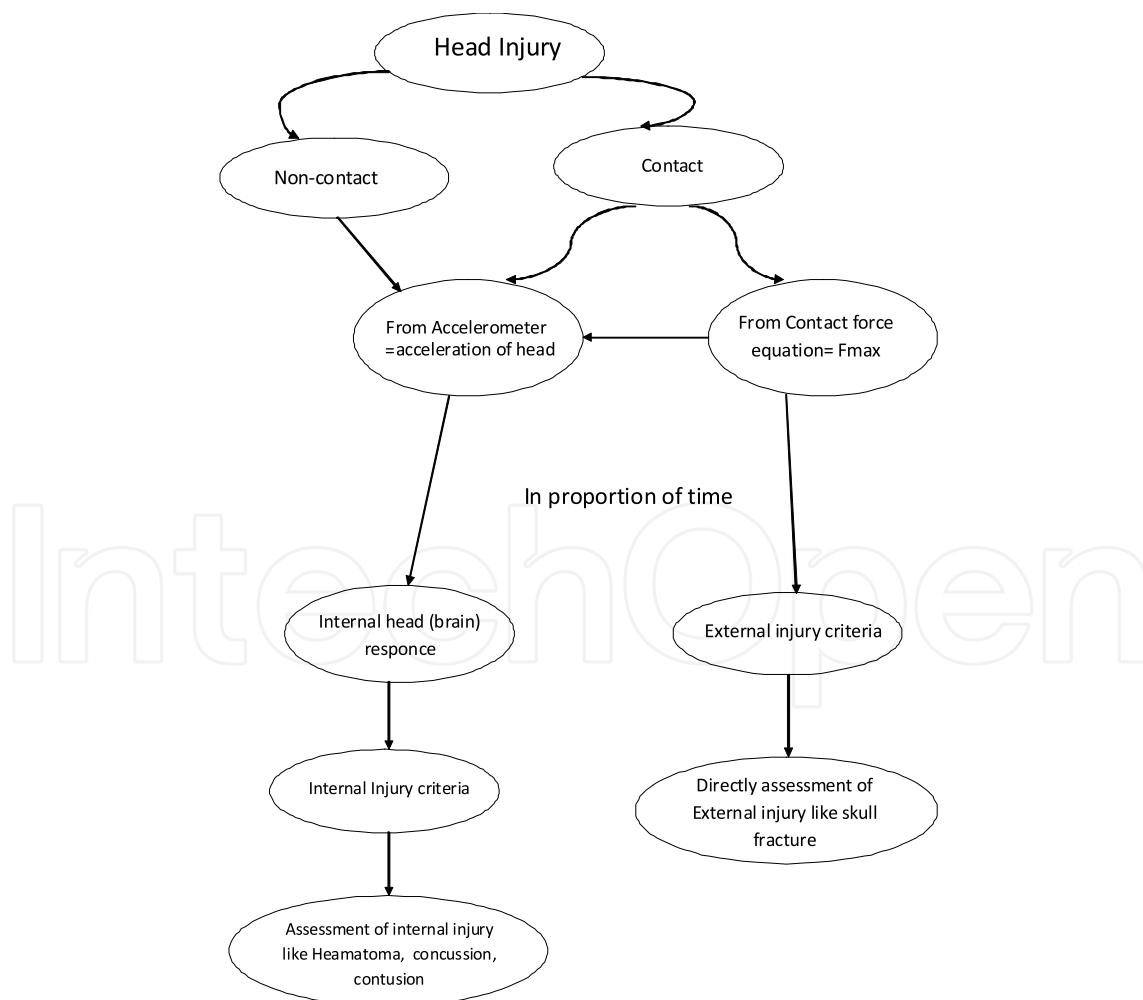 Head Injury
Non-contact
Contact
From Accelerometer
=acceleration of head
From Contact force
equation= Fmax
In proportion of time
IntechOpen
Internal head (brain)
responce
External injury criteria
Internal Injury criteria
Directly assessment of
External injury like skull
fracture
Assessment of internal injury
like Heamatoma, concussion,
contusion